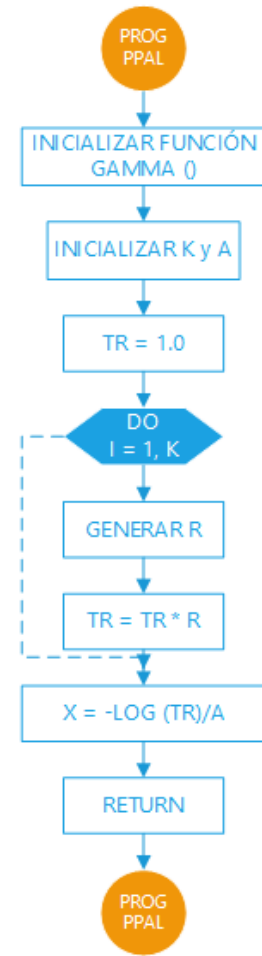 PROG
PPAL
INICIALIZAR FUNCIÓN
GAMMA ()
INICIALIZAR K y A
TR = 1.0
DO
I = 1, K
GENERAR R
TR = TR * R
X = -LOG (TR)/A
RETURN
PROG
PPAL